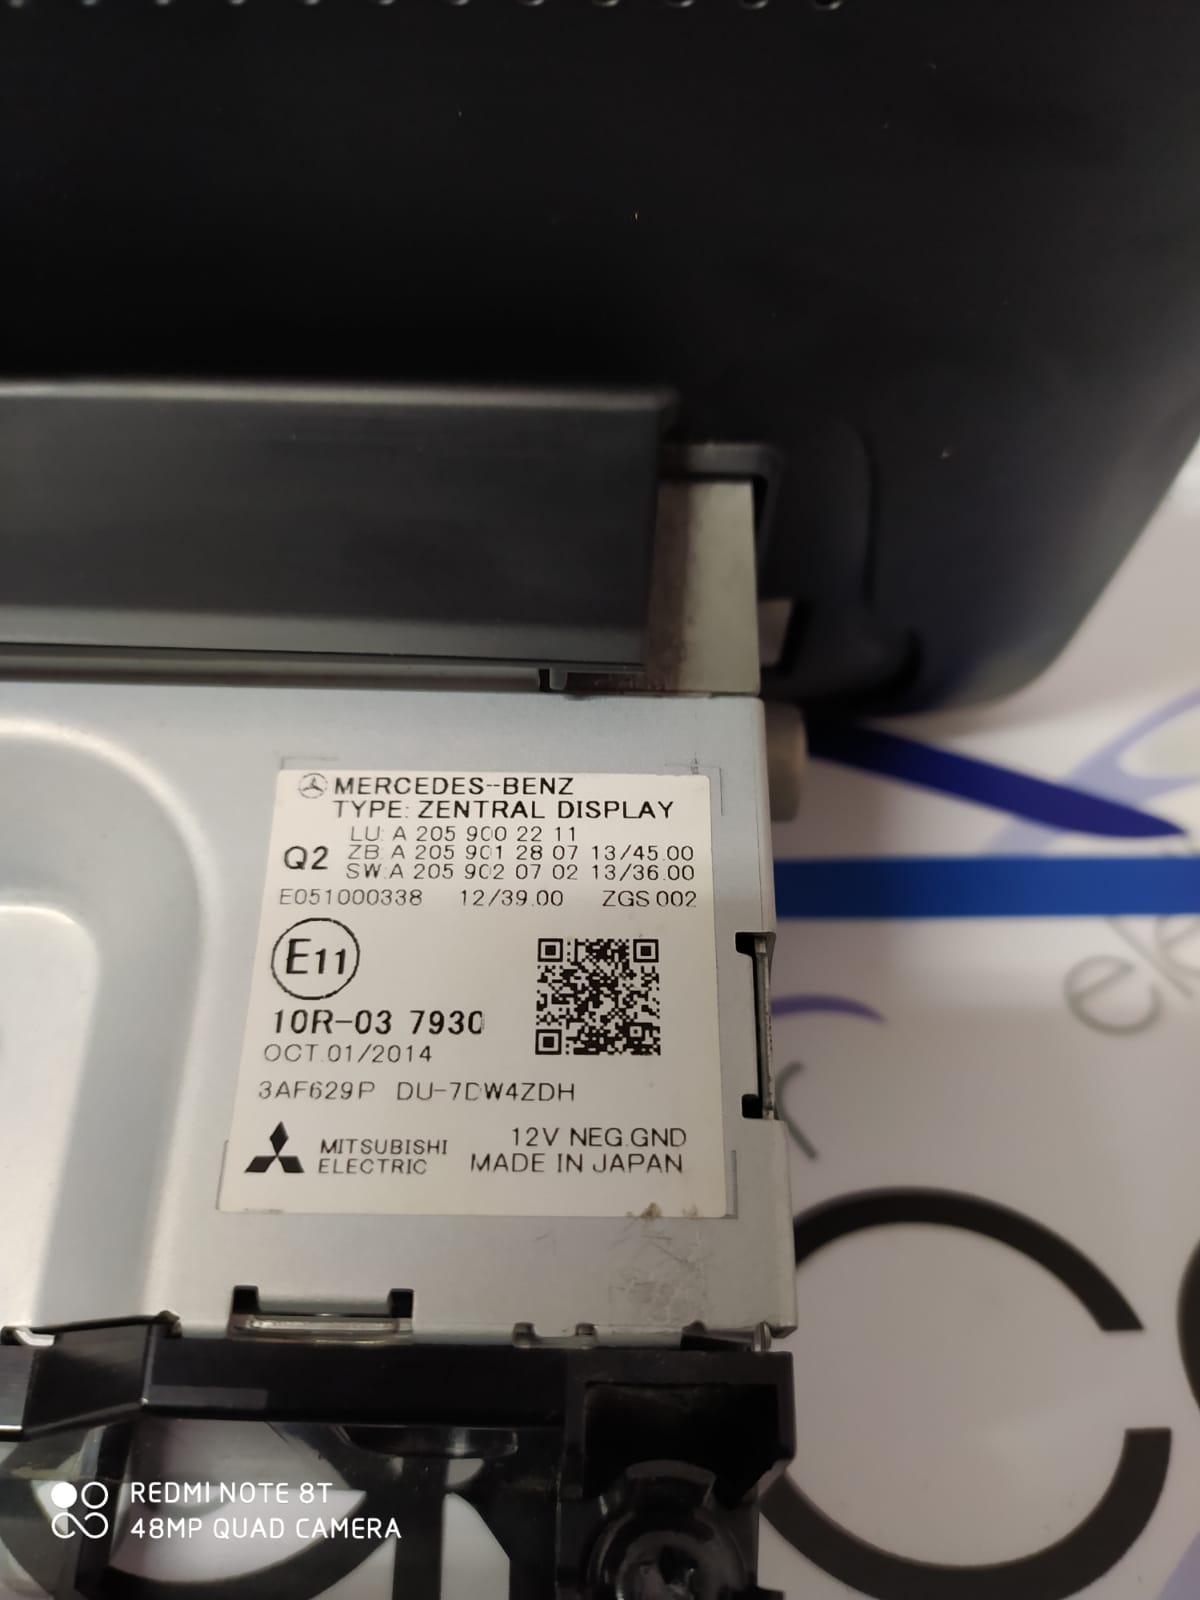 MERCEDES-BENZ
TYPE: ZENTRAL DISPLAY
LU: A 205 900 22 11
Q2 ZB: A 205 901 28 07 13/45.00
SW: A 205 902 07 02 13/36.00
E051000338 12/39.00 ZGS 002
E11
10R-03 7930
OCT.01/2014
3AF629P DU-7DW4ZDH
MITSUBISHI
ELECTRIC
12V NEG.GND
MADE IN JAPAN
REDMI NOTE 8T
48MP QUAD CAMERA